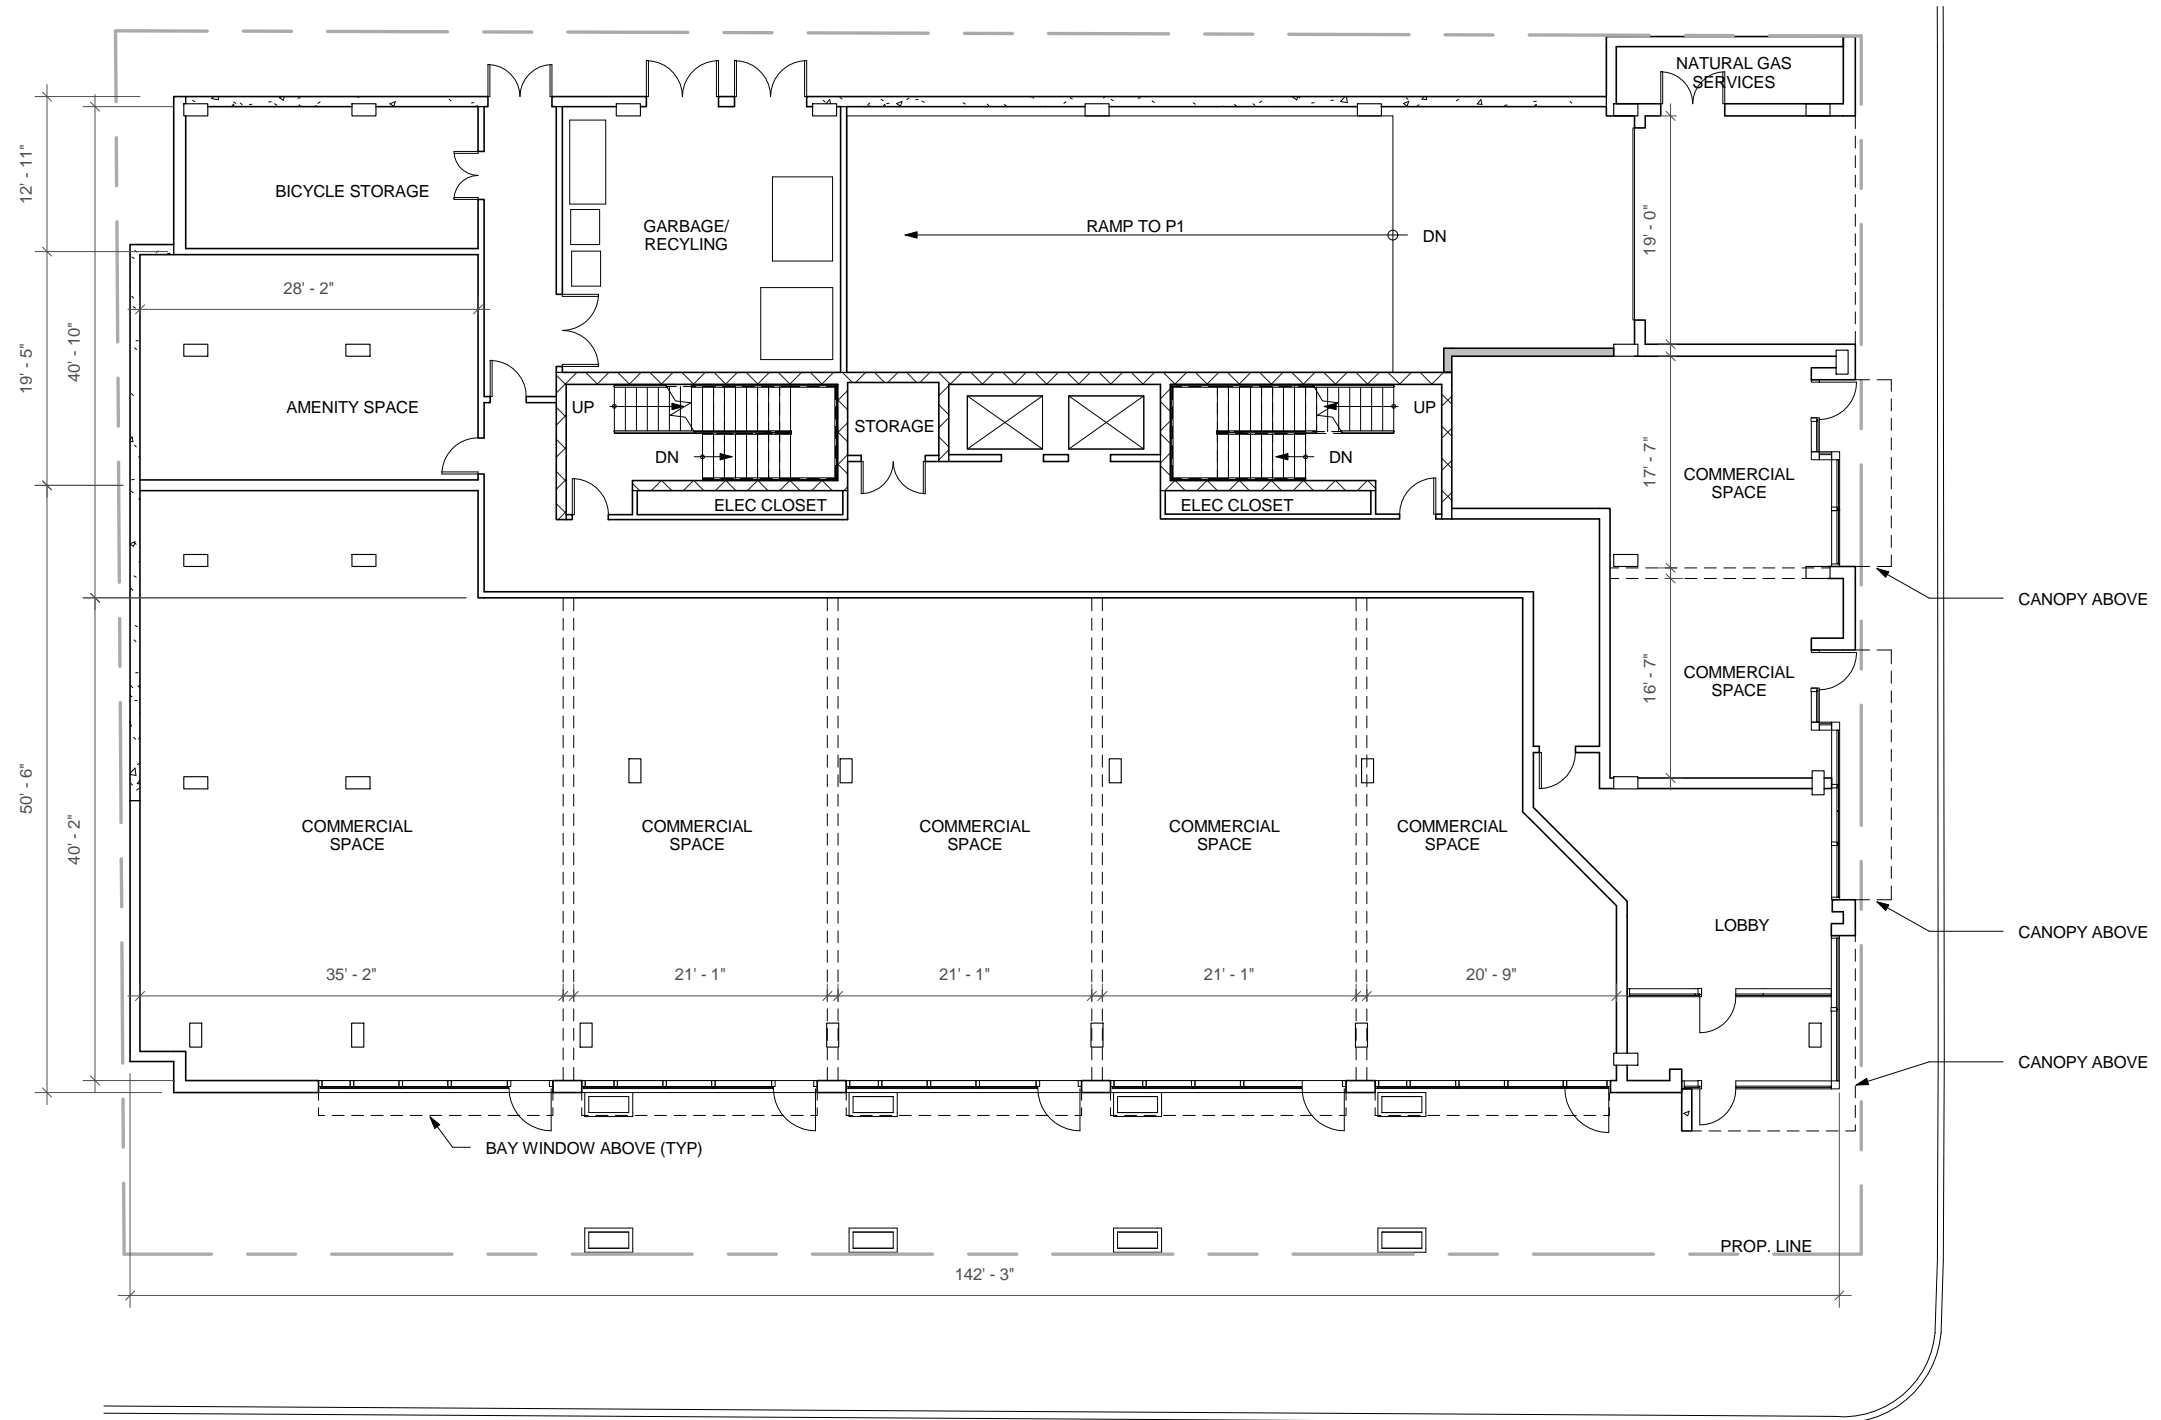 NATURAL GAS
SERVICES
12' - 11"
BICYCLE STORAGE
GARBAGE/
RECYLING
RAMP TO P1
DN
19' - 0"
28' - 2"
19' - 5"
40' - 10"
AMENITY SPACE
UP
DN
STORAGE
UP
DN
ELEC CLOSET
ELEC CLOSET
17' - 7"
COMMERCIAL
SPACE
CANOPY ABOVE
16' - 7"
COMMERCIAL
SPACE
50' - 6"
40' - 2"
COMMERCIAL
SPACE
COMMERCIAL
SPACE
COMMERCIAL
SPACE
COMMERCIAL
SPACE
COMMERCIAL
SPACE
LOBBY
CANOPY ABOVE
35' - 2"
21' - 1"
21' - 1"
21' - 1"
20' - 9"
CANOPY ABOVE
BAY WINDOW ABOVE (TYP)
PROP. LINE
142' - 3"